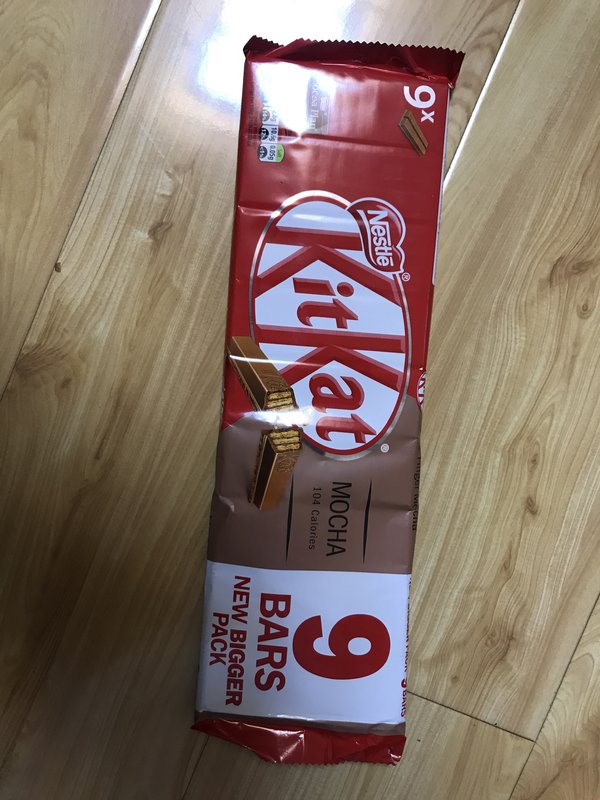 9x
Nestlé®
KitKat®
MOCHA
104 Calories
9
BARS
NEW BIGGER
PACK